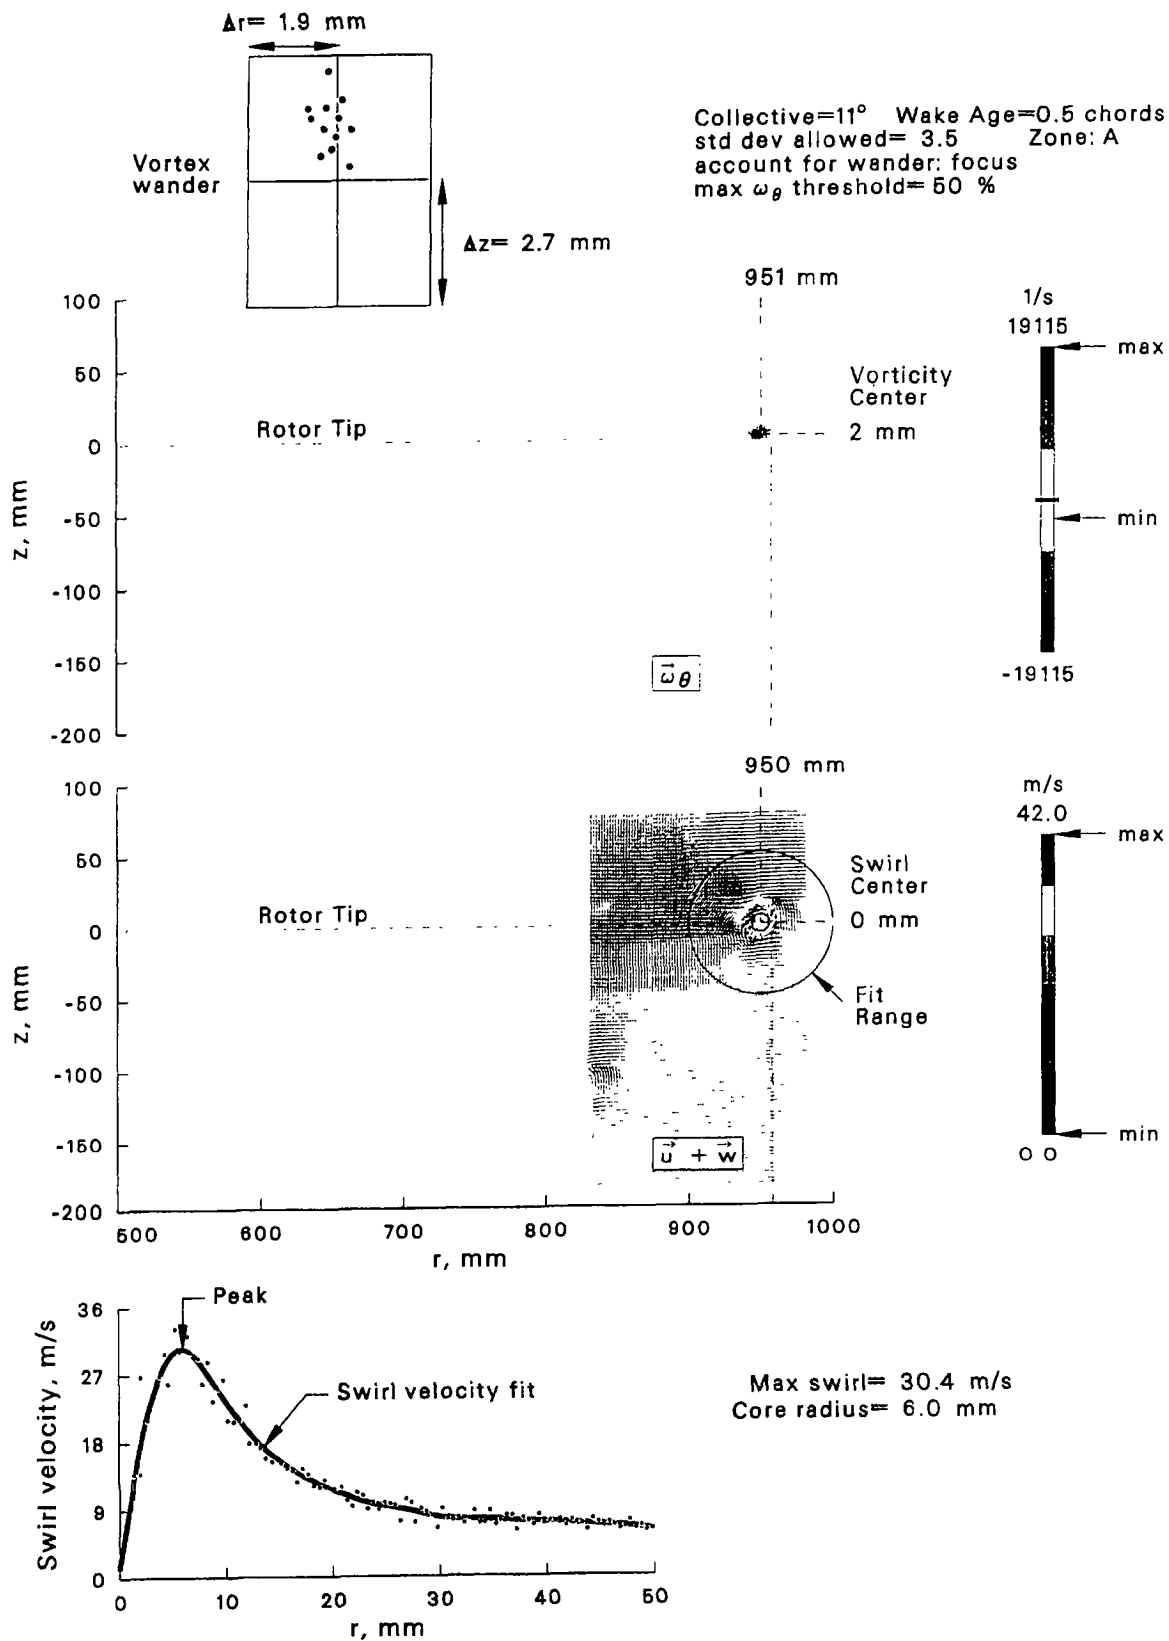 Δr= 1.9 mm
Vortex
wander
Δz= 2.7 mm
Collective=11° Wake Age=0.5 chords
std dev allowed= 3.5 Zone: A
account for wander: focus
max ωθ threshold= 50 %
951 mm
100
50
0
-50
-100
-150
-200
z, mm
Rotor Tip
Vorticity
Center
2 mm
ω⃗θ
1/s
19115
max
min
-19115
950 mm
100
50
0
-50
-100
-150
-200
z, mm
Rotor Tip
Swirl
Center
0 mm
Fit
Range
u⃗ + w⃗
m/s
42.0
max
min
0 0
500 600 700 800 900 1000
r, mm
Peak
36
27
18
9
0
Swirl velocity, m/s
Swirl velocity fit
Max swirl= 30.4 m/s
Core radius= 6.0 mm
0 10 20 30 40 50
r, mm